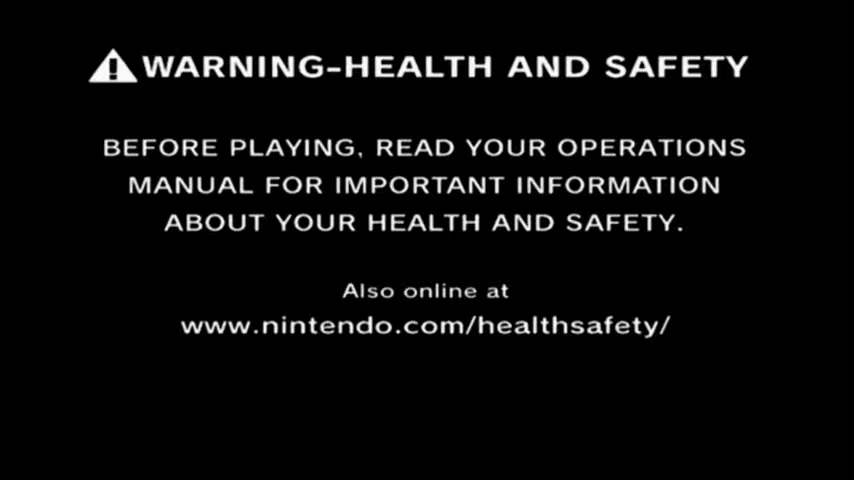 WARNING-HEALTH AND SAFETY
BEFORE PLAYING, READ YOUR OPERATIONS
MANUAL FOR IMPORTANT INFORMATION
ABOUT YOUR HEALTH AND SAFETY.
Also online at
www.nintendo.com/healthsafety/